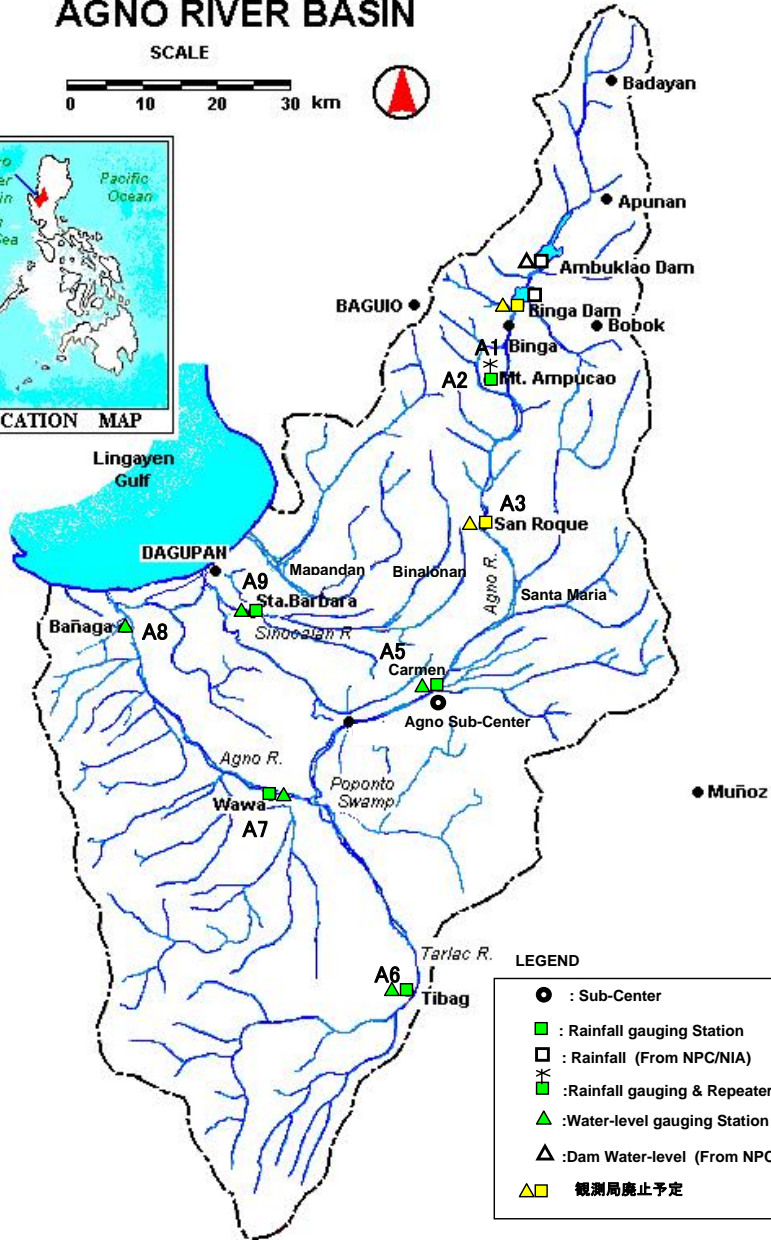 AGNO RIVER BASIN
SCALE
0 10 20 30 km
Pacific
Ocean
Sea
CATION MAP
Badayan
Apunan
Ambuklao Dam
BAGUIO
Binga Dam
Bobok
A1 Binga
A2 Mt. Ampucao
Lingayen
Gulf
A3
San Roque
DAGUPAN
Mapandan
Binalonan
Agno R.
Santa Maria
A9
Sta.Barbara
Sinocalan R
Bañaga A8
A5
Carmen
Agno Sub-Center
Agno R.
Poponto
Swamp
Wawa
A7
Muñoz
Tarlac R.
A6
Tibag
LEGEND
: Sub-Center
: Rainfall gauging Station
: Rainfall (From NPC/NIA)
:Rainfall gauging & Repeater
:Water-level gauging Station
:Dam Water-level (From NPC
観測局廃止予定